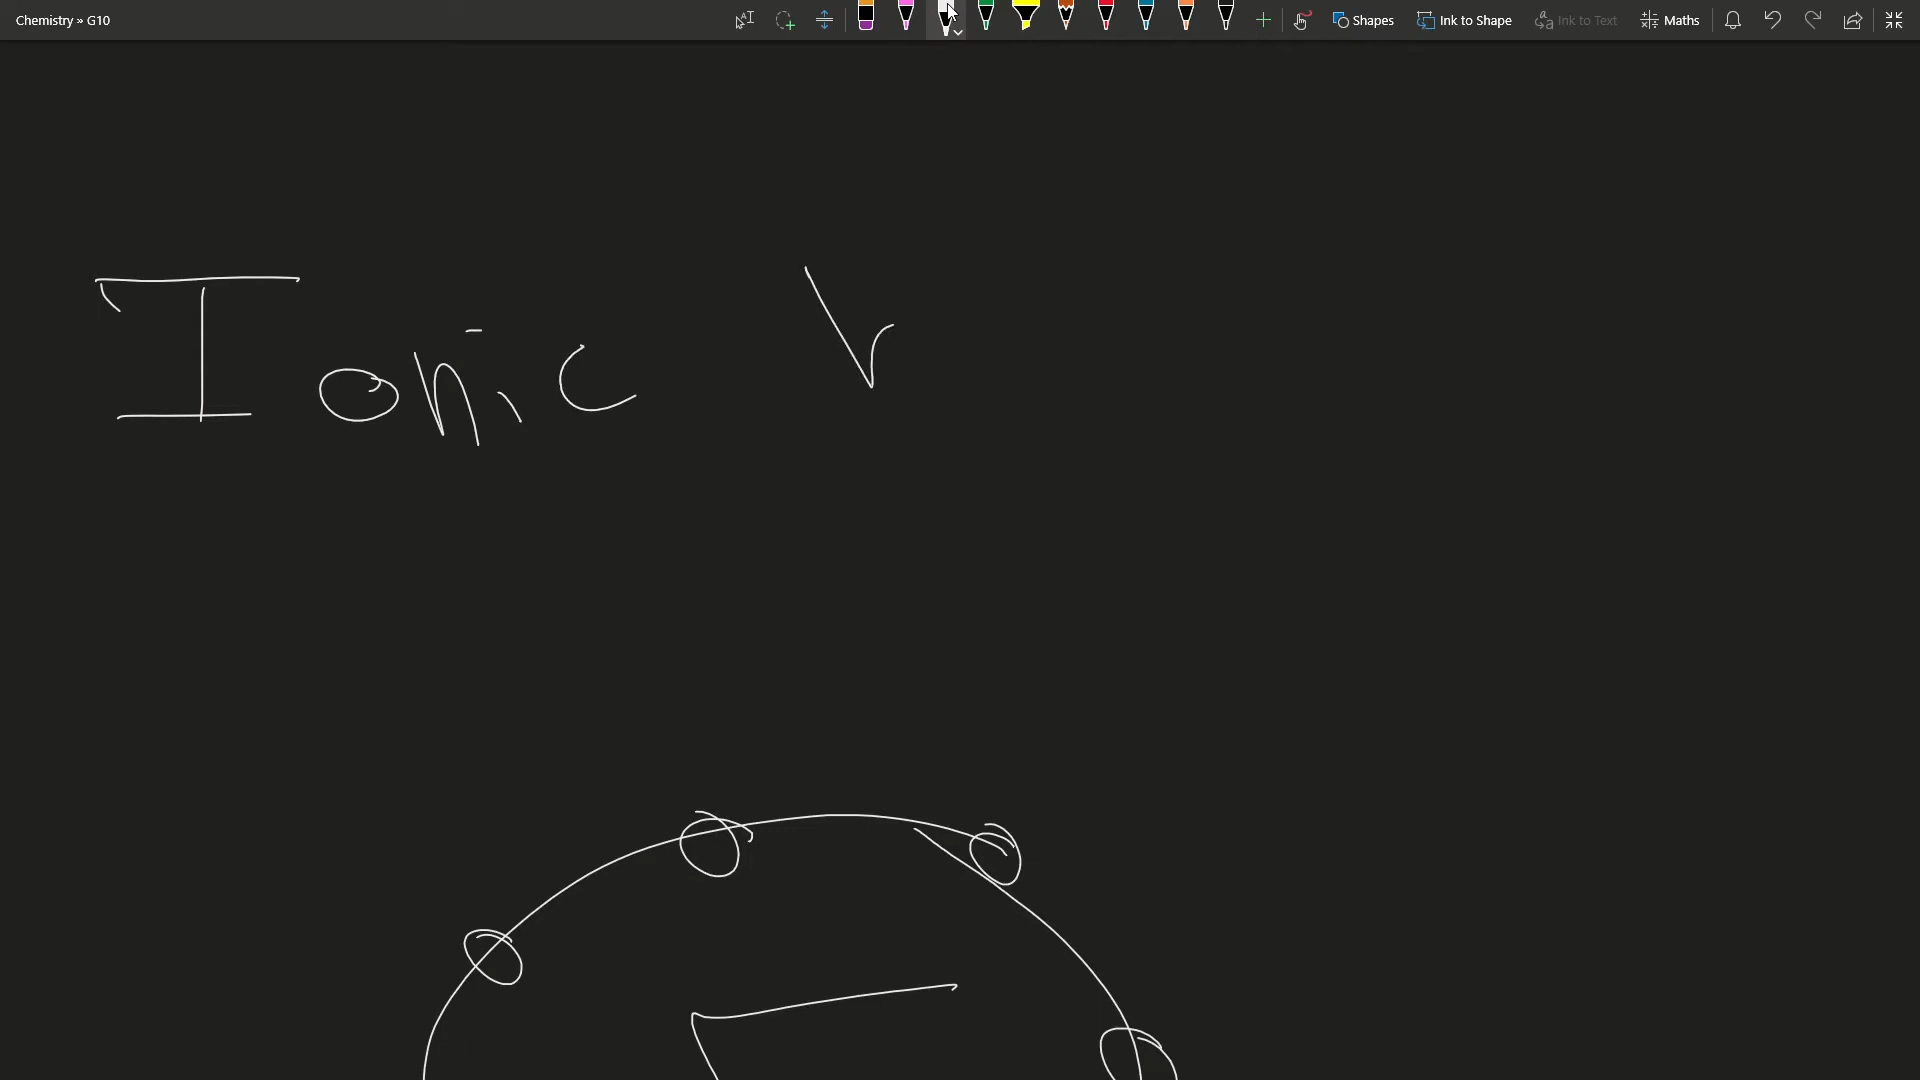 Chemistry » G10
Shapes
Ink to Shape
Ink to Text
Maths
Ionic